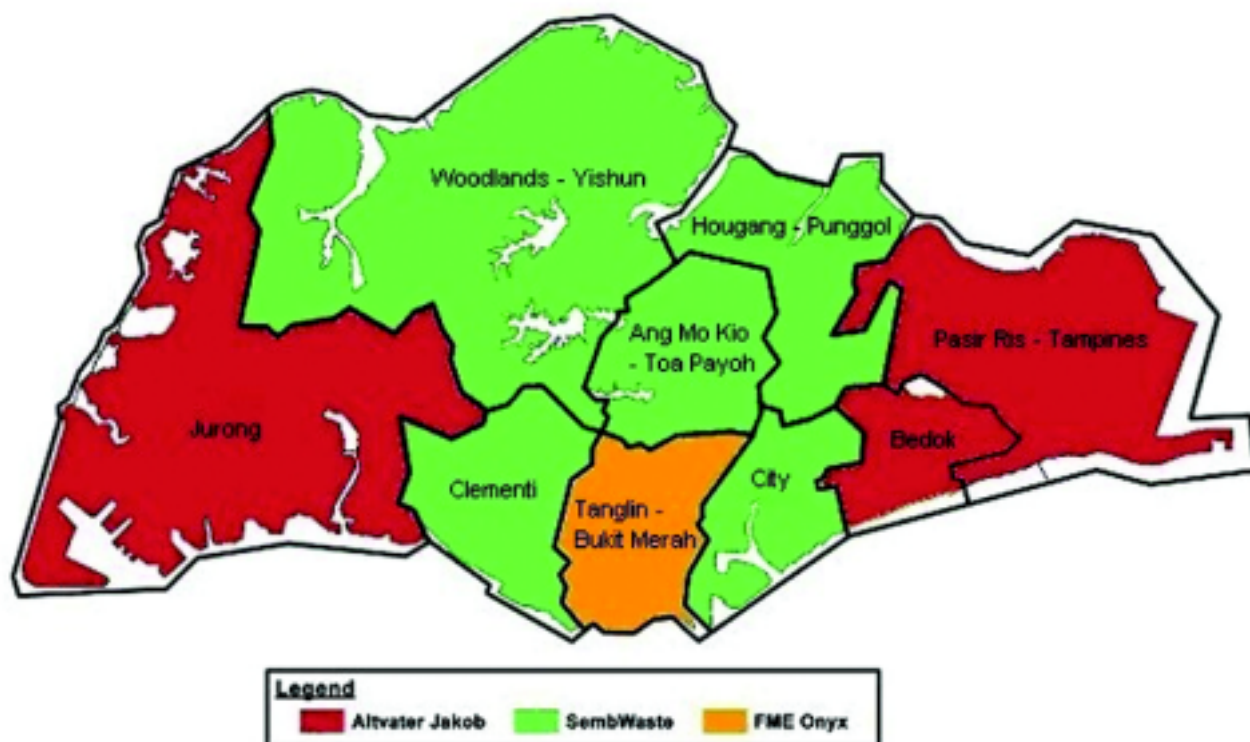 Woodlands - Yishun
Hougang - Punggol
Ang Mo Kio
- Toa Payoh
Pasir Ris - Tampines
Jurong
Bedok
Clementi
City
Tanglin -
Bukit Merah
Legend
Altvater Jakob
SembWaste
FME Onyx